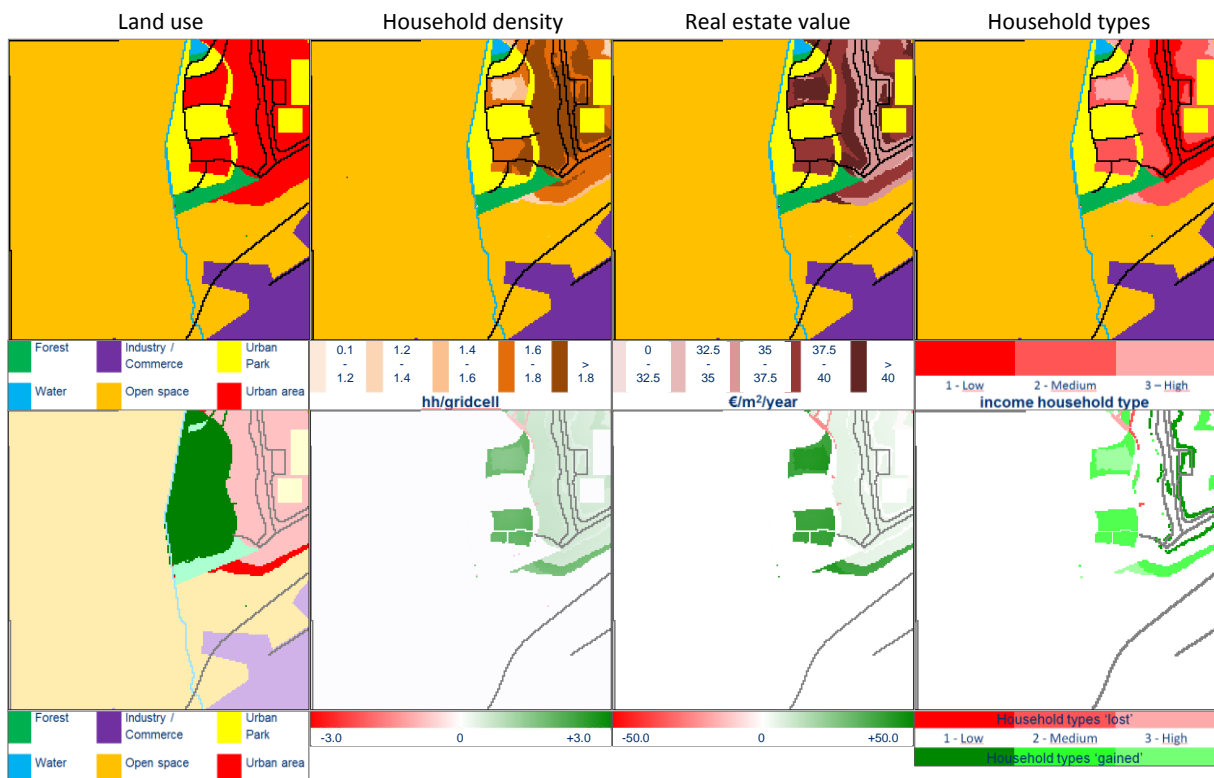 Land use Household density Real estate value Household types
Forest Industry / Urban 0.1 1.2 1.4 1.6 > 0 32.5 35 37.5 >
Commerce Park - - - - 1.8 - - - - 40
1.2 1.4 1.6 1.8 32.5 35 37.5 40
Water Open space Urban area hh/gridcell €/m²/year 1 - Low 2 - Medium 3 – High
income household type
Forest Industry / Urban Household types 'lost'
Commerce Park -3.0 0 +3.0 -50.0 0 +50.0 1 - Low 2 - Medium 3 - High
Water Open space Urban area Household types 'gained'